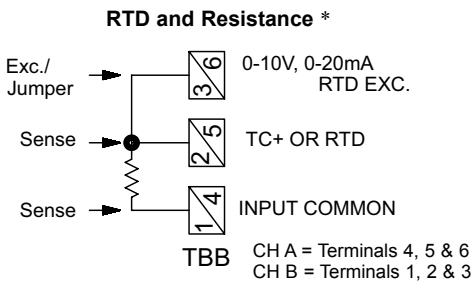 RTD and Resistance *
Exc./
Jumper
3/6
0-10V, 0-20mA
RTD EXC.
Sense
2/5
TC+ OR RTD
Sense
1/4
INPUT COMMON
TBB
CH A = Terminals 4, 5 & 6
CH B = Terminals 1, 2 & 3